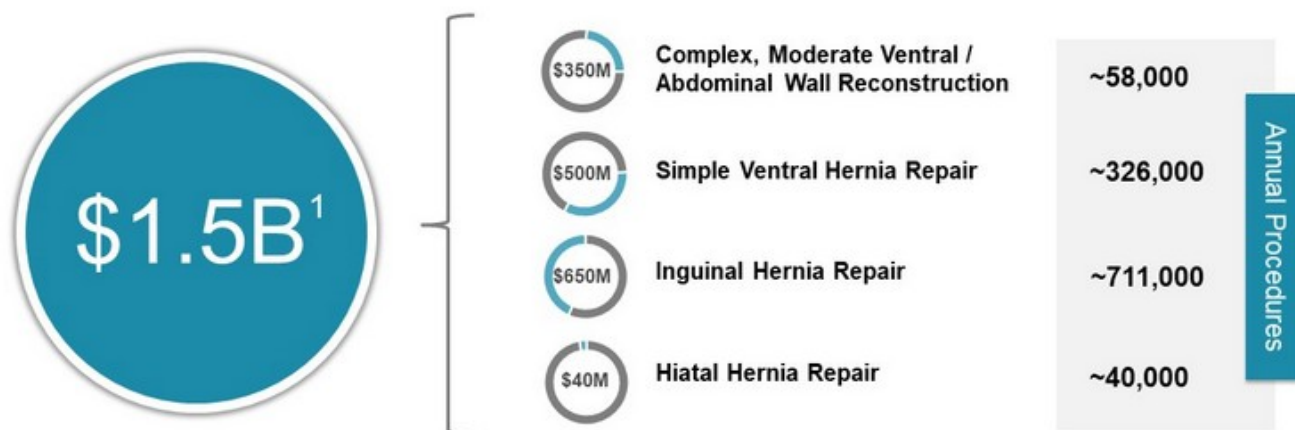 $1.5B¹
$350M
Complex, Moderate Ventral /
Abdominal Wall Reconstruction
~58,000
$500M
Simple Ventral Hernia Repair
~326,000
$650M
Inguinal Hernia Repair
~711,000
$40M
Hiatal Hernia Repair
~40,000
Annual Procedures